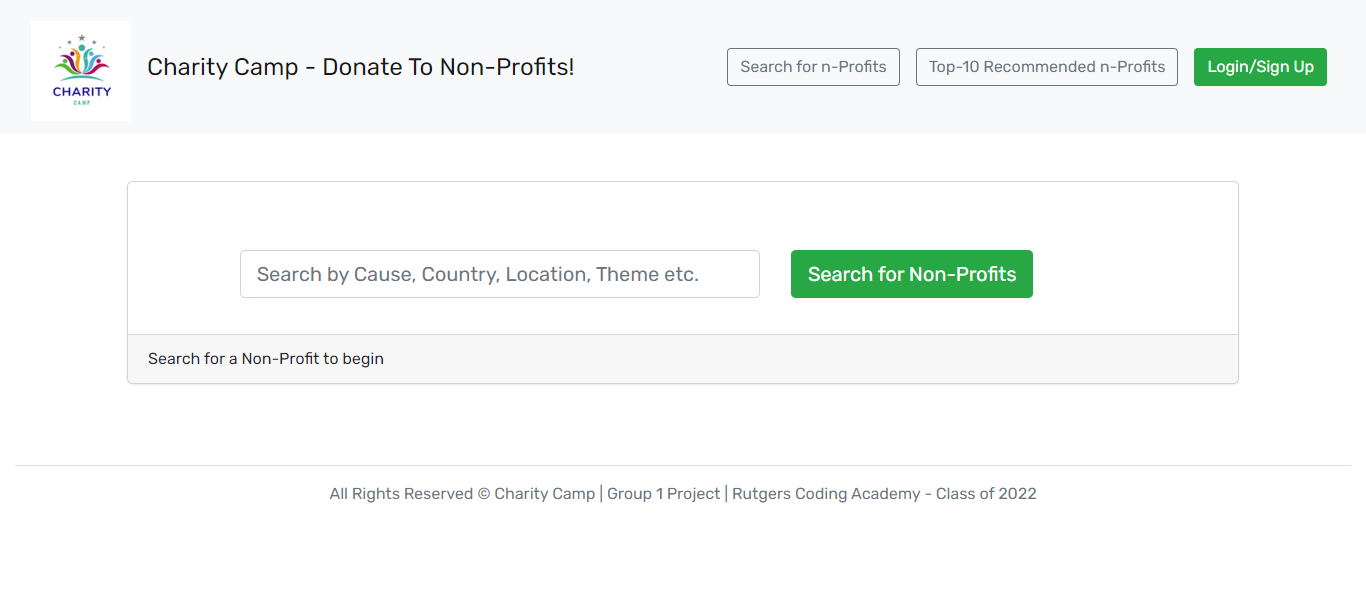 CHARITY
CAMP
Charity Camp - Donate To Non-Profits!
Search for n-Profits
Top-10 Recommended n-Profits
Login/Sign Up
Search by Cause, Country, Location, Theme etc.
Search for Non-Profits
Search for a Non-Profit to begin
All Rights Reserved © Charity Camp | Group 1 Project | Rutgers Coding Academy - Class of 2022